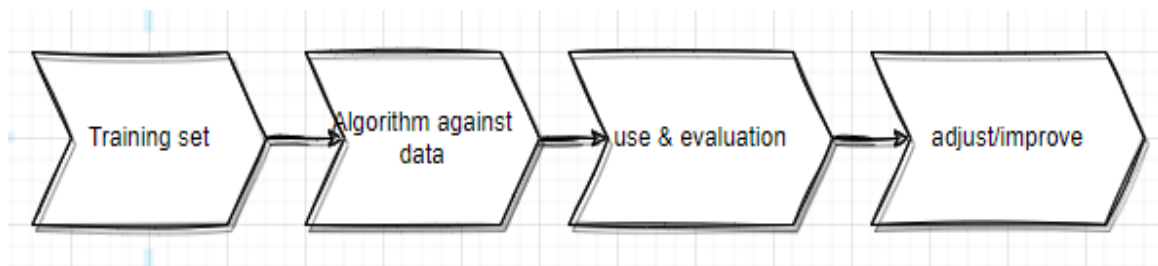 Training set
Algorithm against
data
use & evaluation
adjust/improve